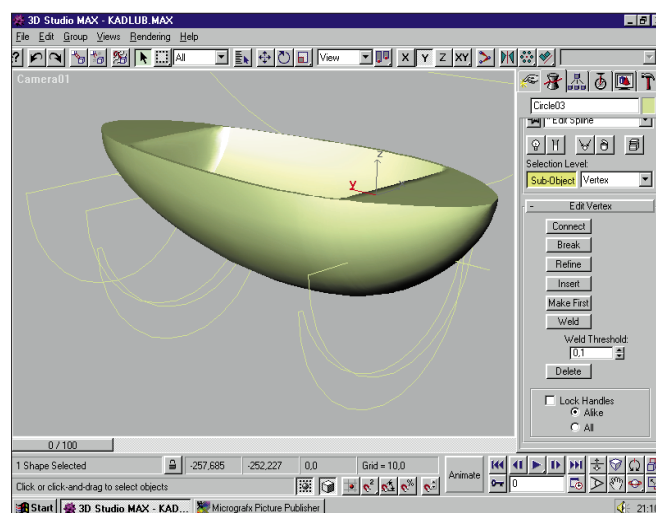 3D Studio MAX - KADLUB.MAX
File Edit Group Views Rendering Help
? All View X Y Z XY
Camera01
Circle03
Edit Spline
Selection Level:
Sub-Object Vertex
- Edit Vertex
Connect
Break
Refine
Insert
Make First
Weld
Weld Threshold:
0,1
Delete
Lock Handles
Alike
All
z
y
0 / 100
1 Shape Selected -257,685 -252,227 0,0 Grid = 10,0
Animate
0
Click or click-and-drag to select objects
Start 3D Studio MAX - KAD... Micrografx Picture Publisher